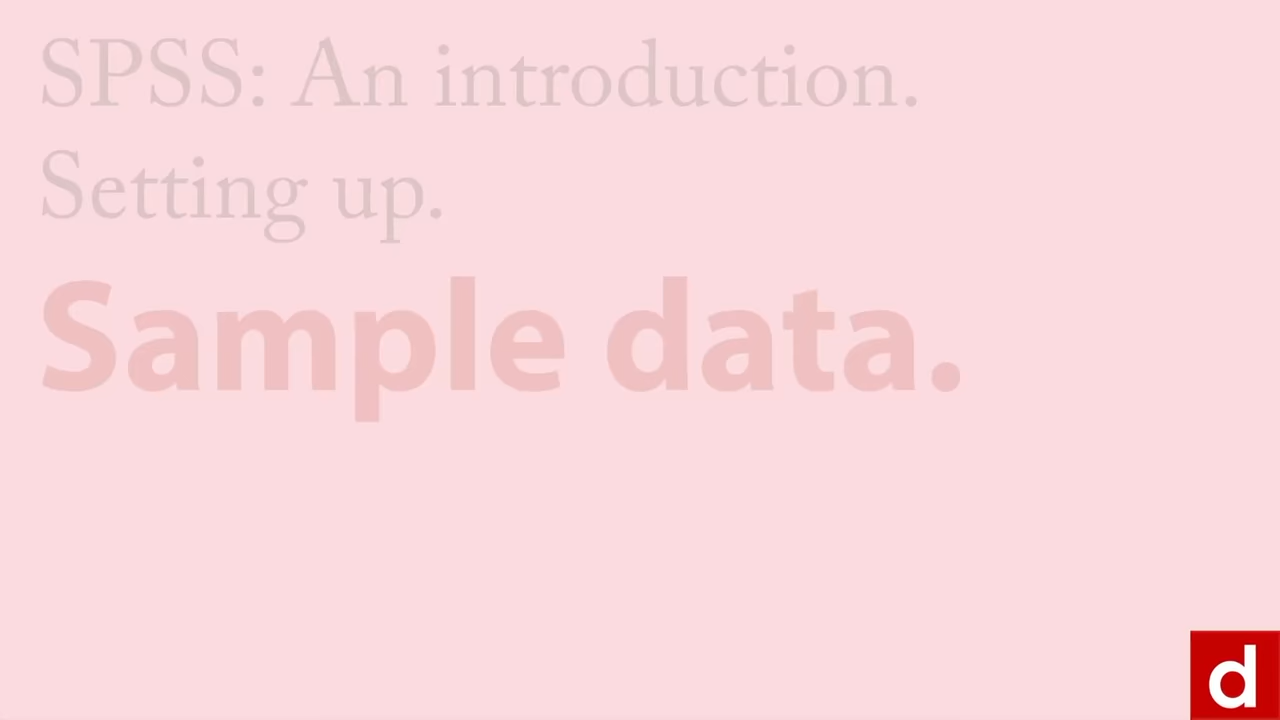 SPSS: An introduction.
Setting up.
Sample data.
d